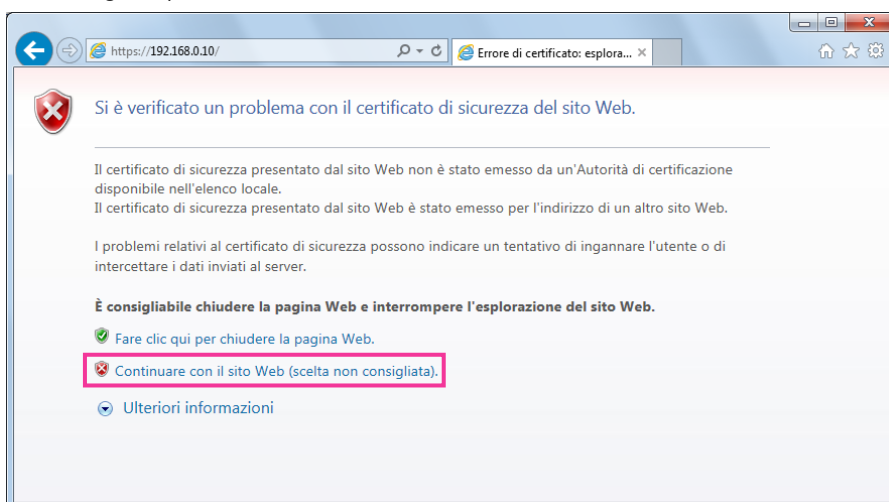 https://192.168.0.10/
Errore di certificato: esplora...
Si è verificato un problema con il certificato di sicurezza del sito Web.
Il certificato di sicurezza presentato dal sito Web non è stato emesso da un'Autorità di certificazione
disponibile nell'elenco locale.
Il certificato di sicurezza presentato dal sito Web è stato emesso per l'indirizzo di un altro sito Web.
I problemi relativi al certificato di sicurezza possono indicare un tentativo di ingannare l'utente o di
intercettare i dati inviati al server.
È consigliabile chiudere la pagina Web e interrompere l'esplorazione del sito Web.
Fare clic qui per chiudere la pagina Web.
Continuare con il sito Web (scelta non consigliata).
Ulteriori informazioni